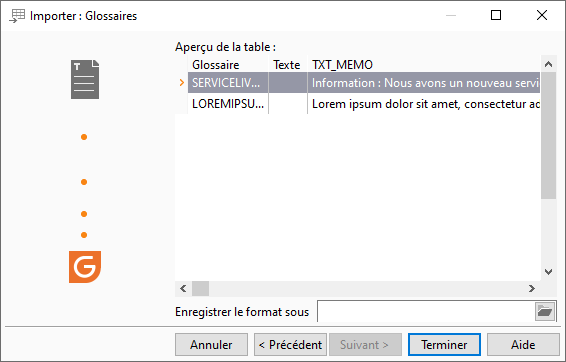 Importer : Glossaires
Aperçu de la table :
Glossaire Texte TXT_MEMO
SERVICELIV... Information : Nous avons un nouveau servi
LOREMIPSU... Lorem ipsum dolor sit amet, consectetur ad
Enregistrer le format sous
Annuler < Précédent Suivant > Terminer Aide